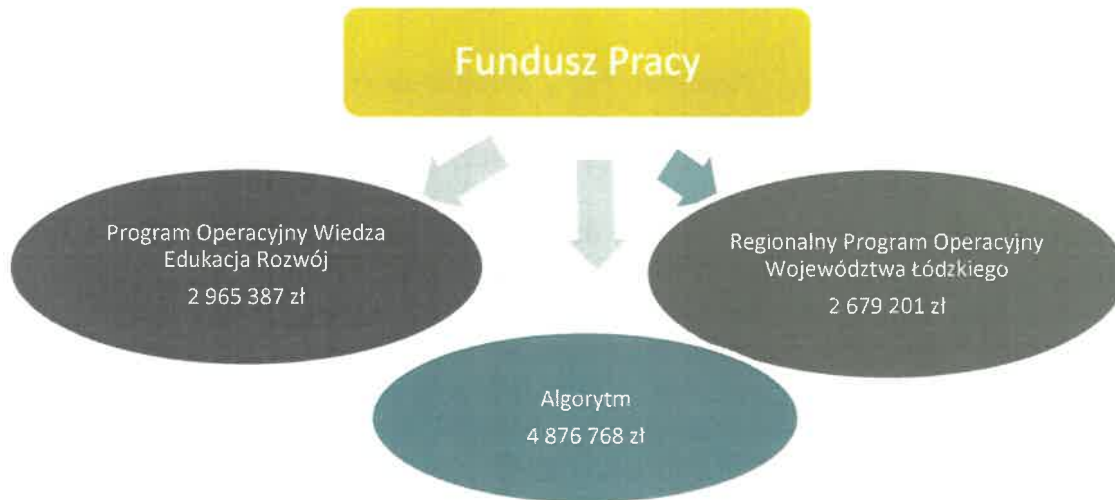 Fundusz Pracy
Program Operacyjny Wiedza
Edukacja Rozwój
2 965 387 zł
Regionalny Program Operacyjny
Województwa Łódzkiego
2 679 201 zł
Algorytm
4 876 768 zł